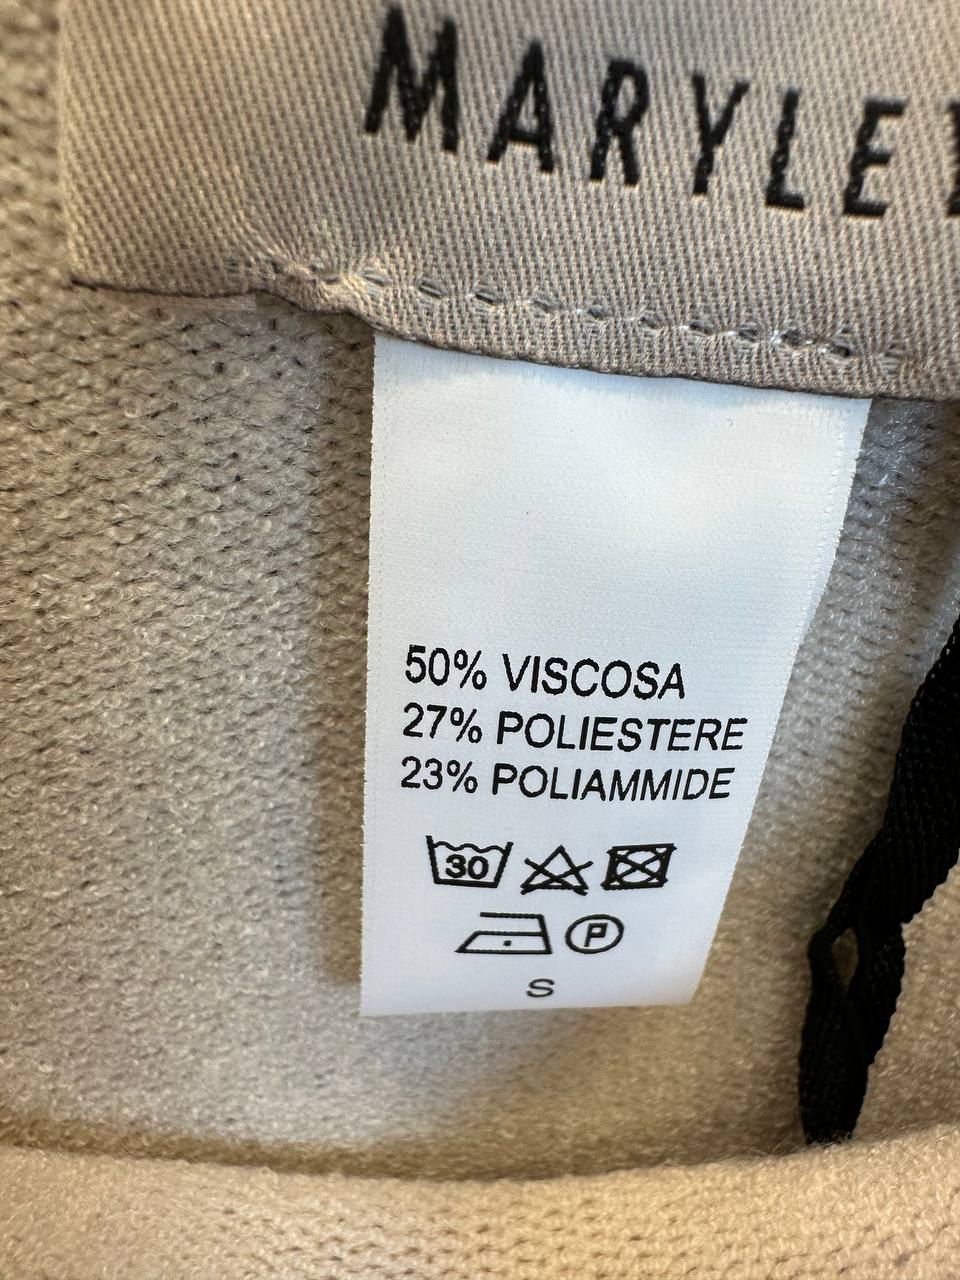 MARYLE
50% VISCOSA
27% POLIESTERE
23% POLIAMMIDE
30
P
S